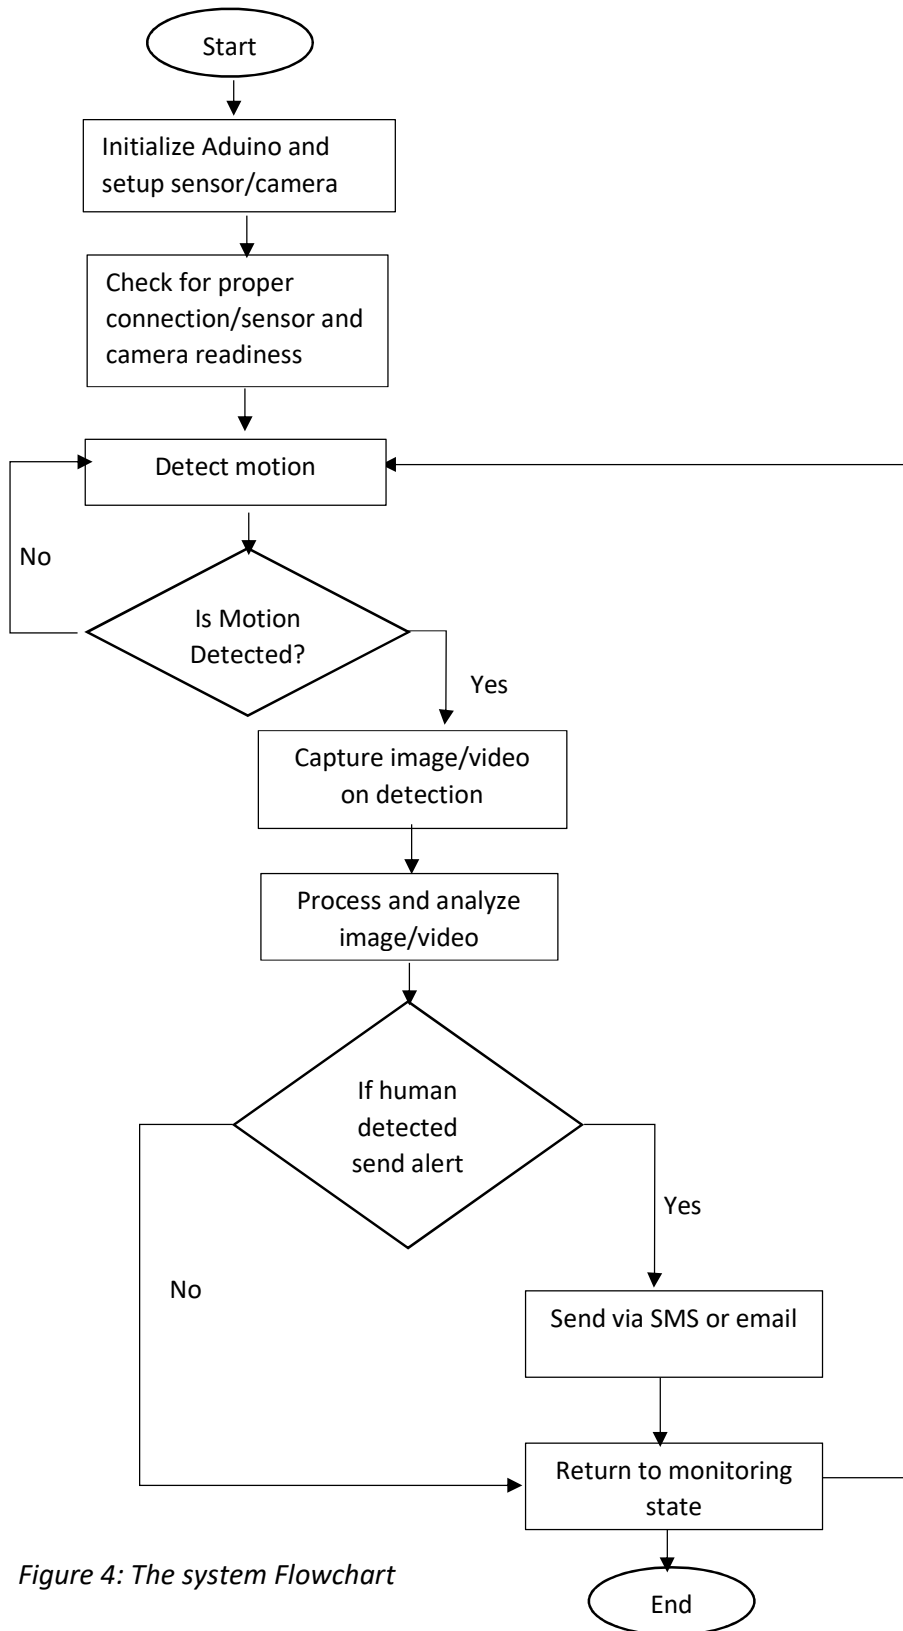 Start
Initialize Aduino and
setup sensor/camera
Check for proper
connection/sensor and
camera readiness
Detect motion
No
Is Motion
Detected?
Yes
Capture image/video
on detection
Process and analyze
image/video
If human
detected
send alert
Yes
No
Send via SMS or email
Return to monitoring
state
Figure 4: The system Flowchart
End